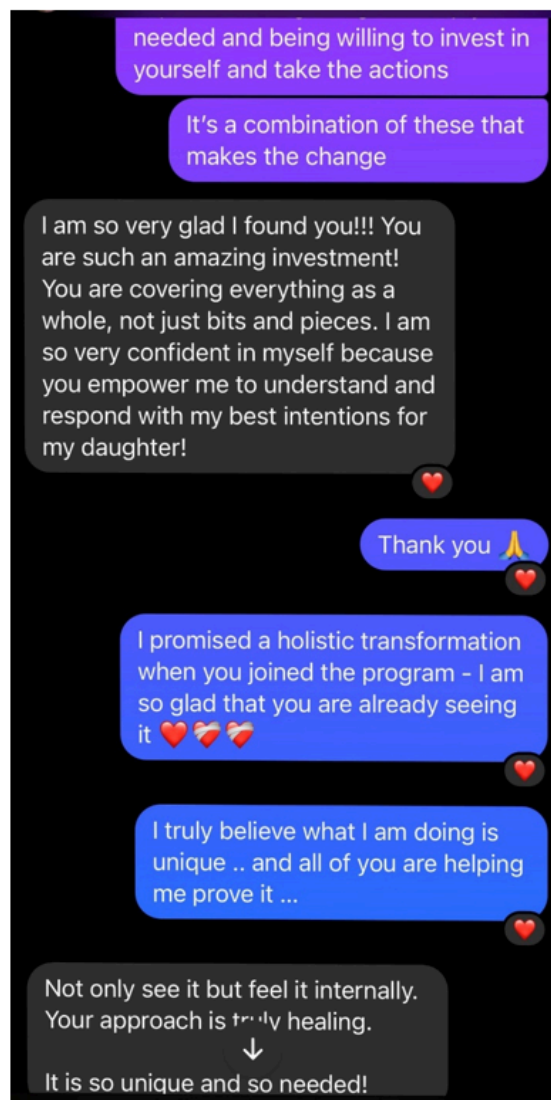 needed and being willing to invest in
yourself and take the actions
It's a combination of these that
makes the change
I am so very glad I found you!!! You
are such an amazing investment!
You are covering everything as a
whole, not just bits and pieces. I am
so very confident in myself because
you empower me to understand and
respond with my best intentions for
my daughter!
Thank you 🙏
I promised a holistic transformation
when you joined the program - I am
so glad that you are already seeing
it ❤️ ❤️‍🩹 ❤️‍🩹
I truly believe what I am doing is
unique .. and all of you are helping
me prove it ...
Not only see it but feel it internally.
Your approach is truly healing.
It is so unique and so needed!